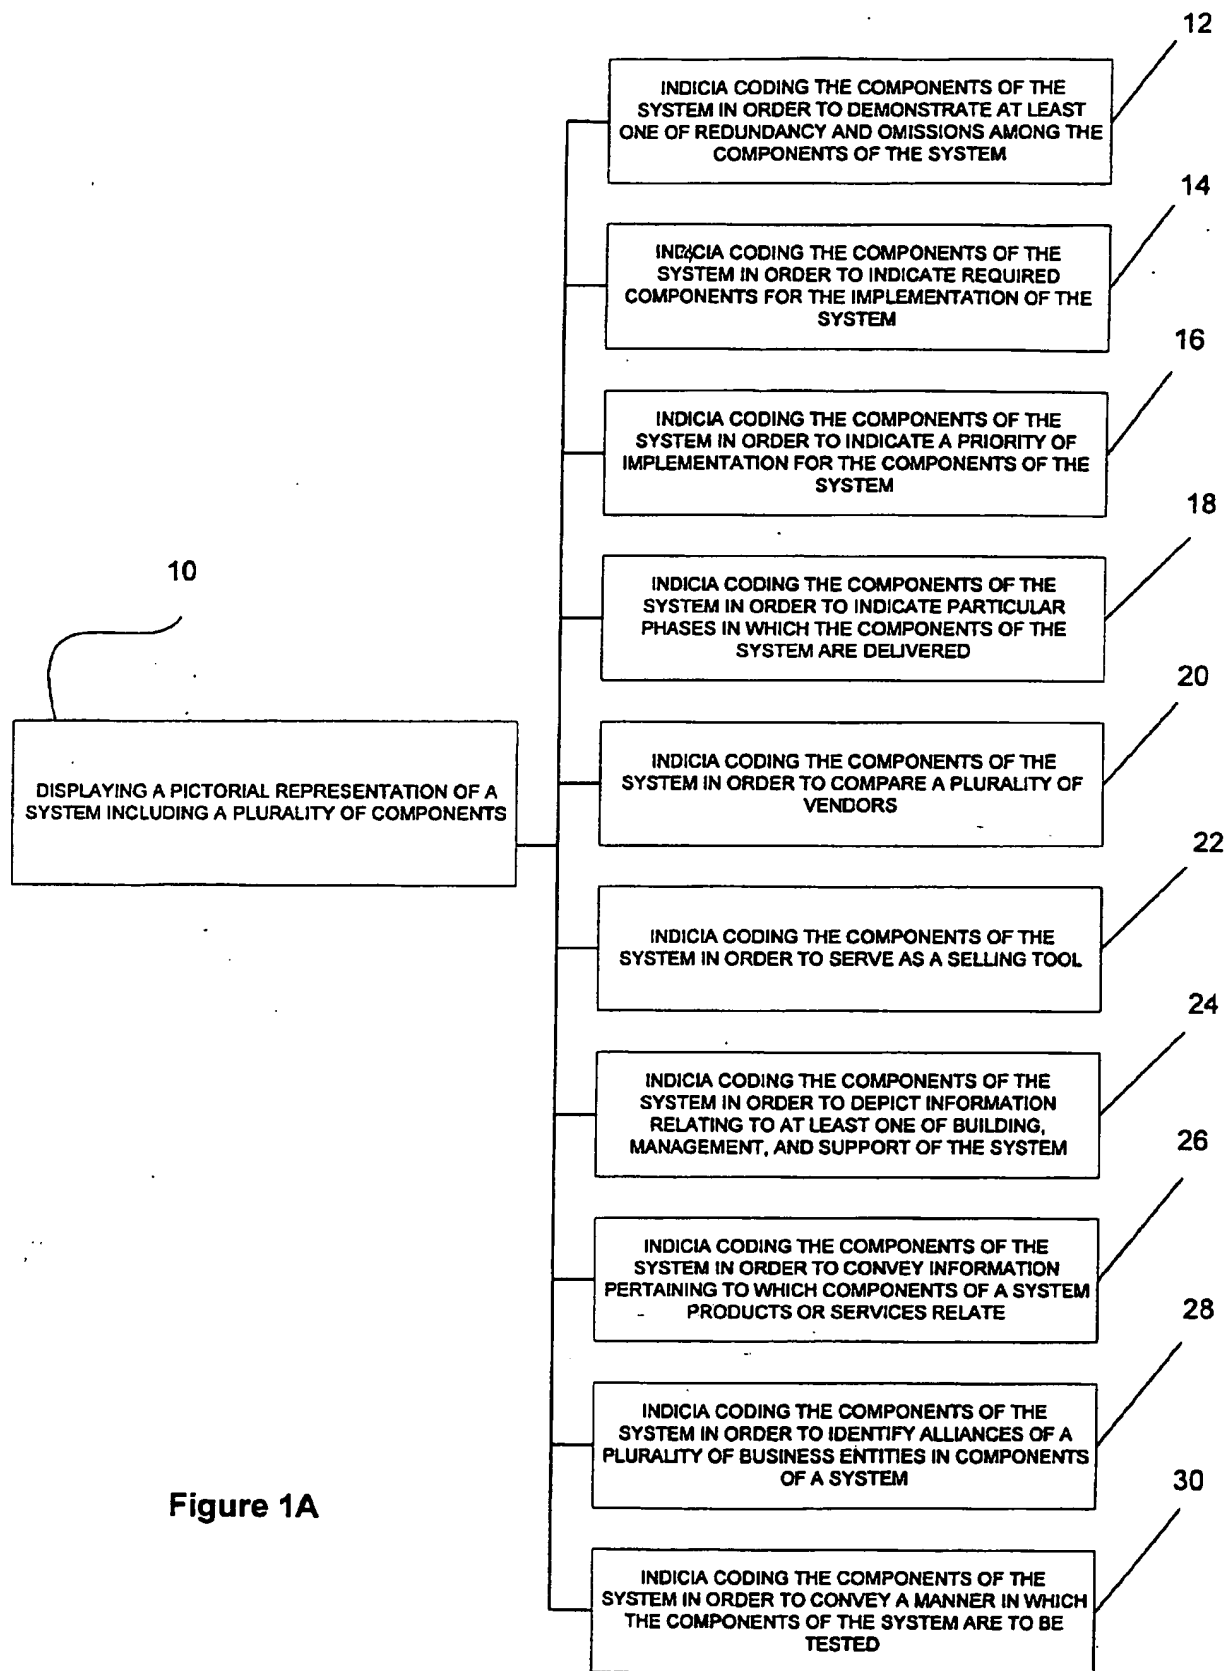 12
INDICIA CODING THE COMPONENTS OF THE
SYSTEM IN ORDER TO DEMONSTRATE AT LEAST
ONE OF REDUNDANCY AND OMISSIONS AMONG THE
COMPONENTS OF THE SYSTEM
14
INDICIA CODING THE COMPONENTS OF THE
SYSTEM IN ORDER TO INDICATE REQUIRED
COMPONENTS FOR THE IMPLEMENTATION OF THE
SYSTEM
16
INDICIA CODING THE COMPONENTS OF THE
SYSTEM IN ORDER TO INDICATE A PRIORITY OF
IMPLEMENTATION FOR THE COMPONENTS OF THE
SYSTEM
18
INDICIA CODING THE COMPONENTS OF THE
SYSTEM IN ORDER TO INDICATE PARTICULAR
PHASES IN WHICH THE COMPONENTS OF THE
SYSTEM ARE DELIVERED
10
DISPLAYING A PICTORIAL REPRESENTATION OF A
SYSTEM INCLUDING A PLURALITY OF COMPONENTS
20
INDICIA CODING THE COMPONENTS OF THE
SYSTEM IN ORDER TO COMPARE A PLURALITY OF
VENDORS
22
INDICIA CODING THE COMPONENTS OF THE
SYSTEM IN ORDER TO SERVE AS A SELLING TOOL
24
INDICIA CODING THE COMPONENTS OF THE
SYSTEM IN ORDER TO DEPICT INFORMATION
RELATING TO AT LEAST ONE OF BUILDING,
MANAGEMENT, AND SUPPORT OF THE SYSTEM
26
INDICIA CODING THE COMPONENTS OF THE
SYSTEM IN ORDER TO CONVEY INFORMATION
PERTAINING TO WHICH COMPONENTS OF A SYSTEM
PRODUCTS OR SERVICES RELATE
28
INDICIA CODING THE COMPONENTS OF THE
SYSTEM IN ORDER TO IDENTIFY ALLIANCES OF A
PLURALITY OF BUSINESS ENTITIES IN COMPONENTS
OF A SYSTEM
30
INDICIA CODING THE COMPONENTS OF THE
SYSTEM IN ORDER TO CONVEY A MANNER IN WHICH
THE COMPONENTS OF THE SYSTEM ARE TO BE
TESTED
Figure 1A